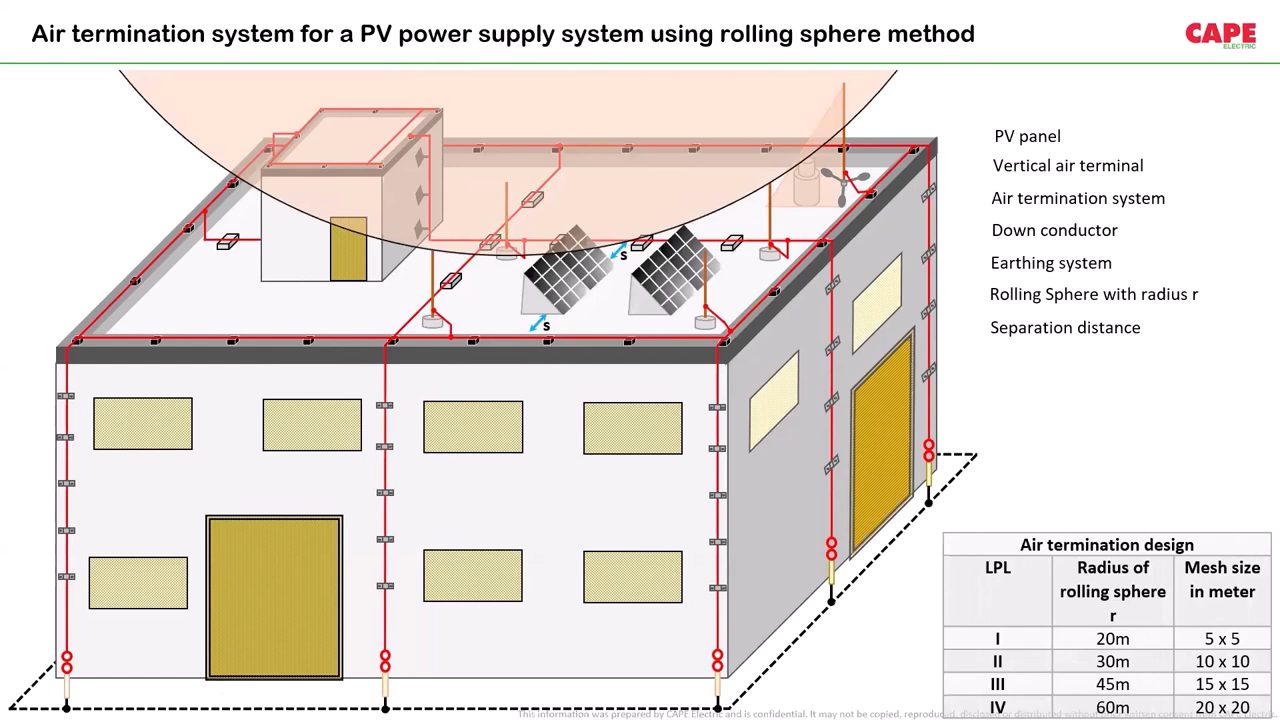 Air termination system for a PV power supply system using rolling sphere method
CAPE
ELECTRIC
PV panel
Vertical air terminal
Air termination system
Down conductor
Earthing system
Rolling Sphere with radius r
Separation distance
s
s
Air termination design
LPL Radius of rolling sphere r Mesh size in meter
I 20m 5 x 5
II 30m 10 x 10
III 45m 15 x 15
IV 60m 20 x 20
This information was prepared by CAPE Electric and is confidential. It may not be copied, reproduced, disclosed or distributed without